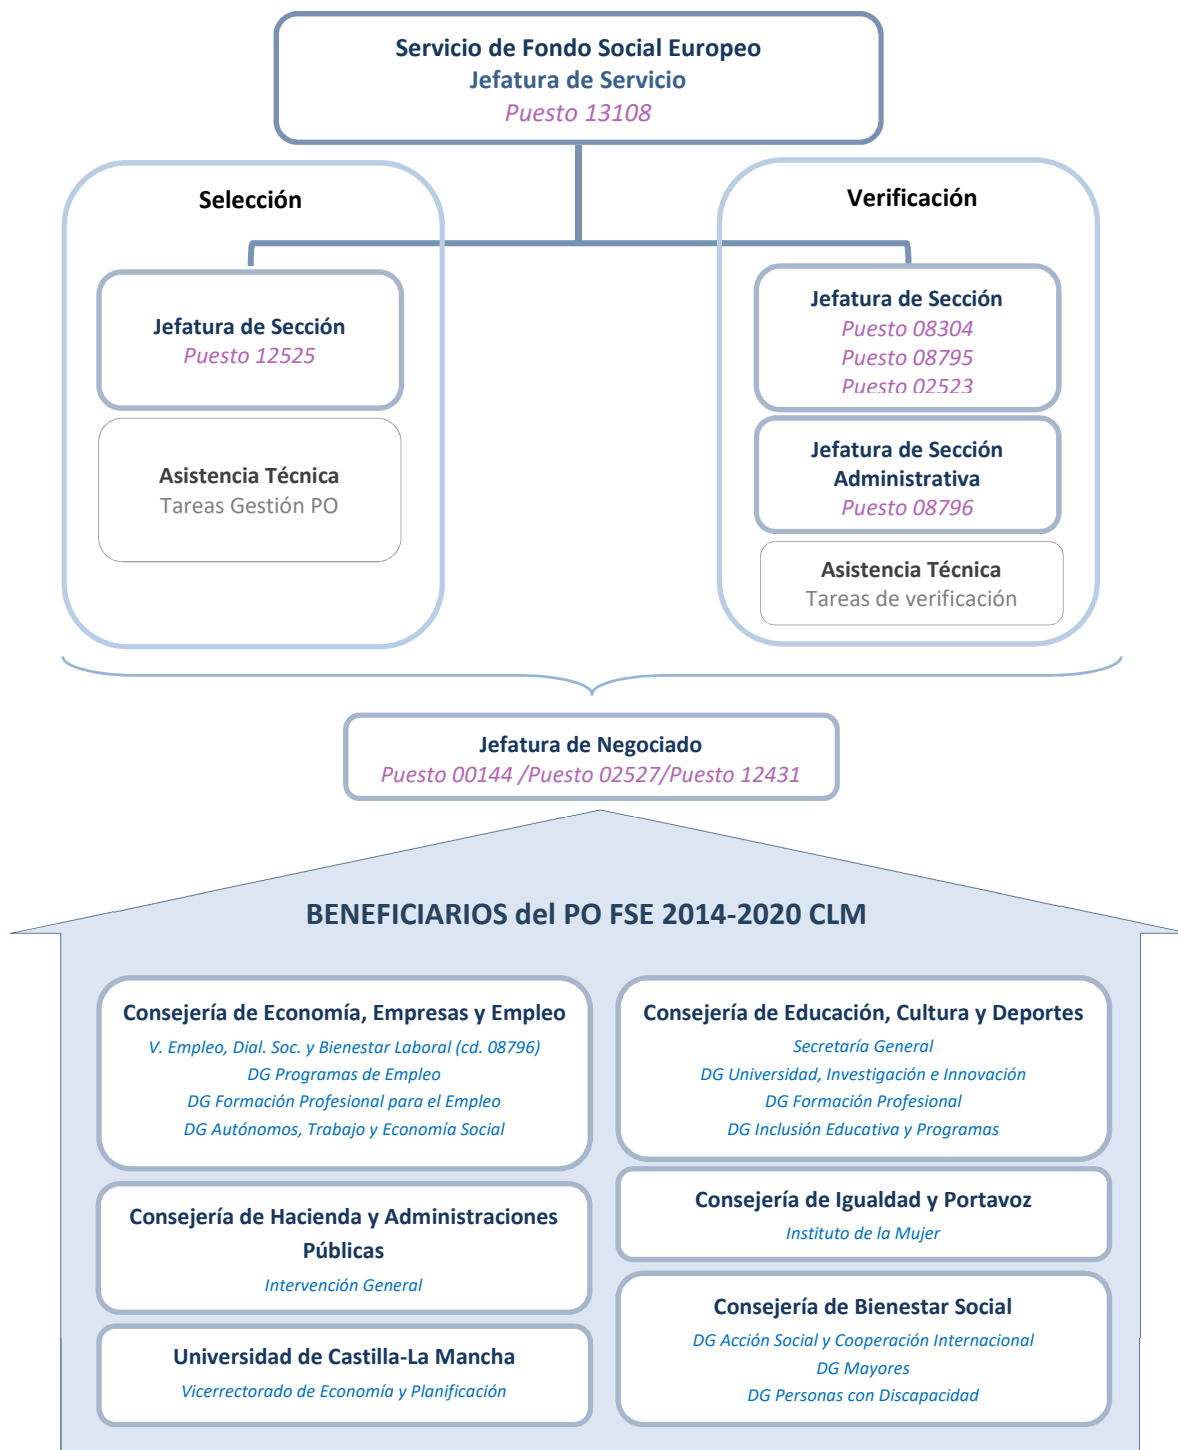 Servicio de Fondo Social Europeo
Jefatura de Servicio
Puesto 13108
Selección
Jefatura de Sección
Puesto 12525
Asistencia Técnica
Tareas Gestión PO
Verificación
Jefatura de Sección
Puesto 08304
Puesto 08795
Puesto 02523
Jefatura de Sección
Administrativa
Puesto 08796
Asistencia Técnica
Tareas de verificación
Jefatura de Negociado
Puesto 00144 /Puesto 02527/Puesto 12431
BENEFICIARIOS del PO FSE 2014-2020 CLM
Consejería de Economía, Empresas y Empleo
V. Empleo, Dial. Soc. y Bienestar Laboral (cd. 08796)
DG Programas de Empleo
DG Formación Profesional para el Empleo
DG Autónomos, Trabajo y Economía Social
Consejería de Hacienda y Administraciones
Públicas
Intervención General
Universidad de Castilla-La Mancha
Vicerrectorado de Economía y Planificación
Consejería de Educación, Cultura y Deportes
Secretaría General
DG Universidad, Investigación e Innovación
DG Formación Profesional
DG Inclusión Educativa y Programas
Consejería de Igualdad y Portavoz
Instituto de la Mujer
Consejería de Bienestar Social
DG Acción Social y Cooperación Internacional
DG Mayores
DG Personas con Discapacidad